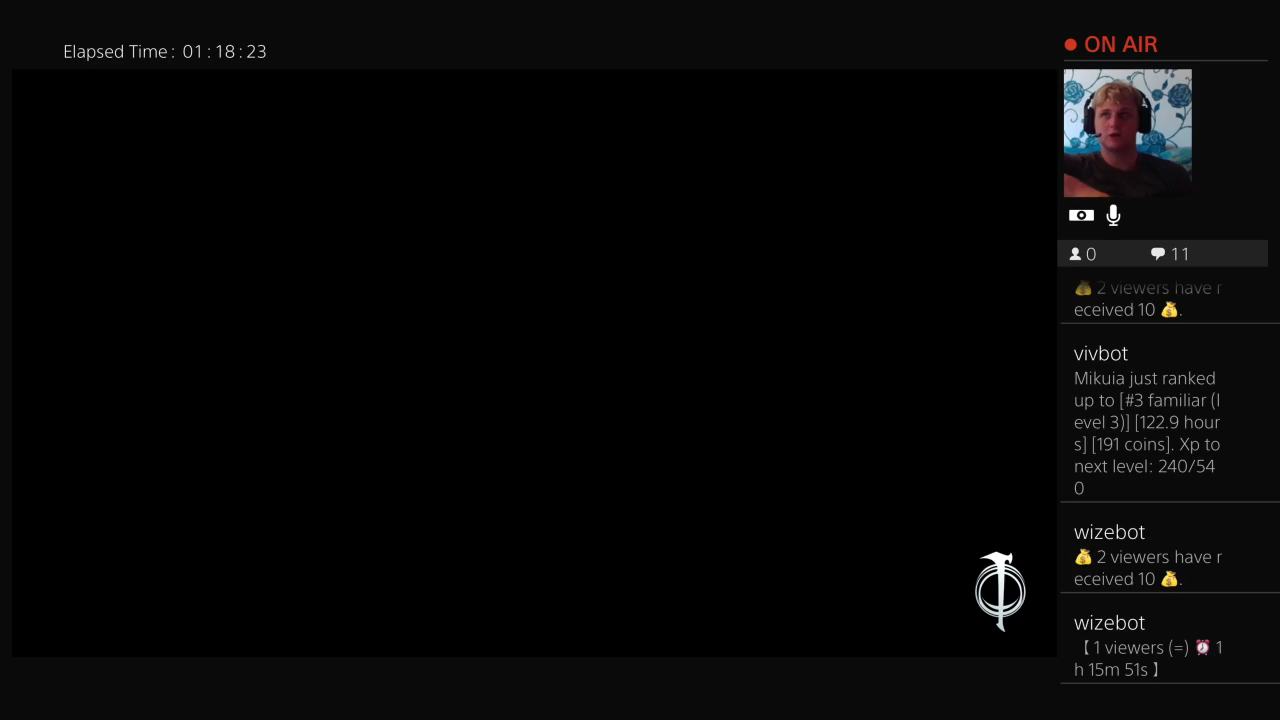 Elapsed Time: 01:18:23
ON AIR
0 11
💰 2 viewers have r
eceived 10 💰.
vivbot
Mikuia just ranked
up to [#3 familiar (l
evel 3)] [122.9 hour
s] [191 coins]. Xp to
next level: 240/54
0
wizebot
💰 2 viewers have r
eceived 10 💰.
wizebot
【1 viewers (=) ⏰ 1
h 15m 51s】